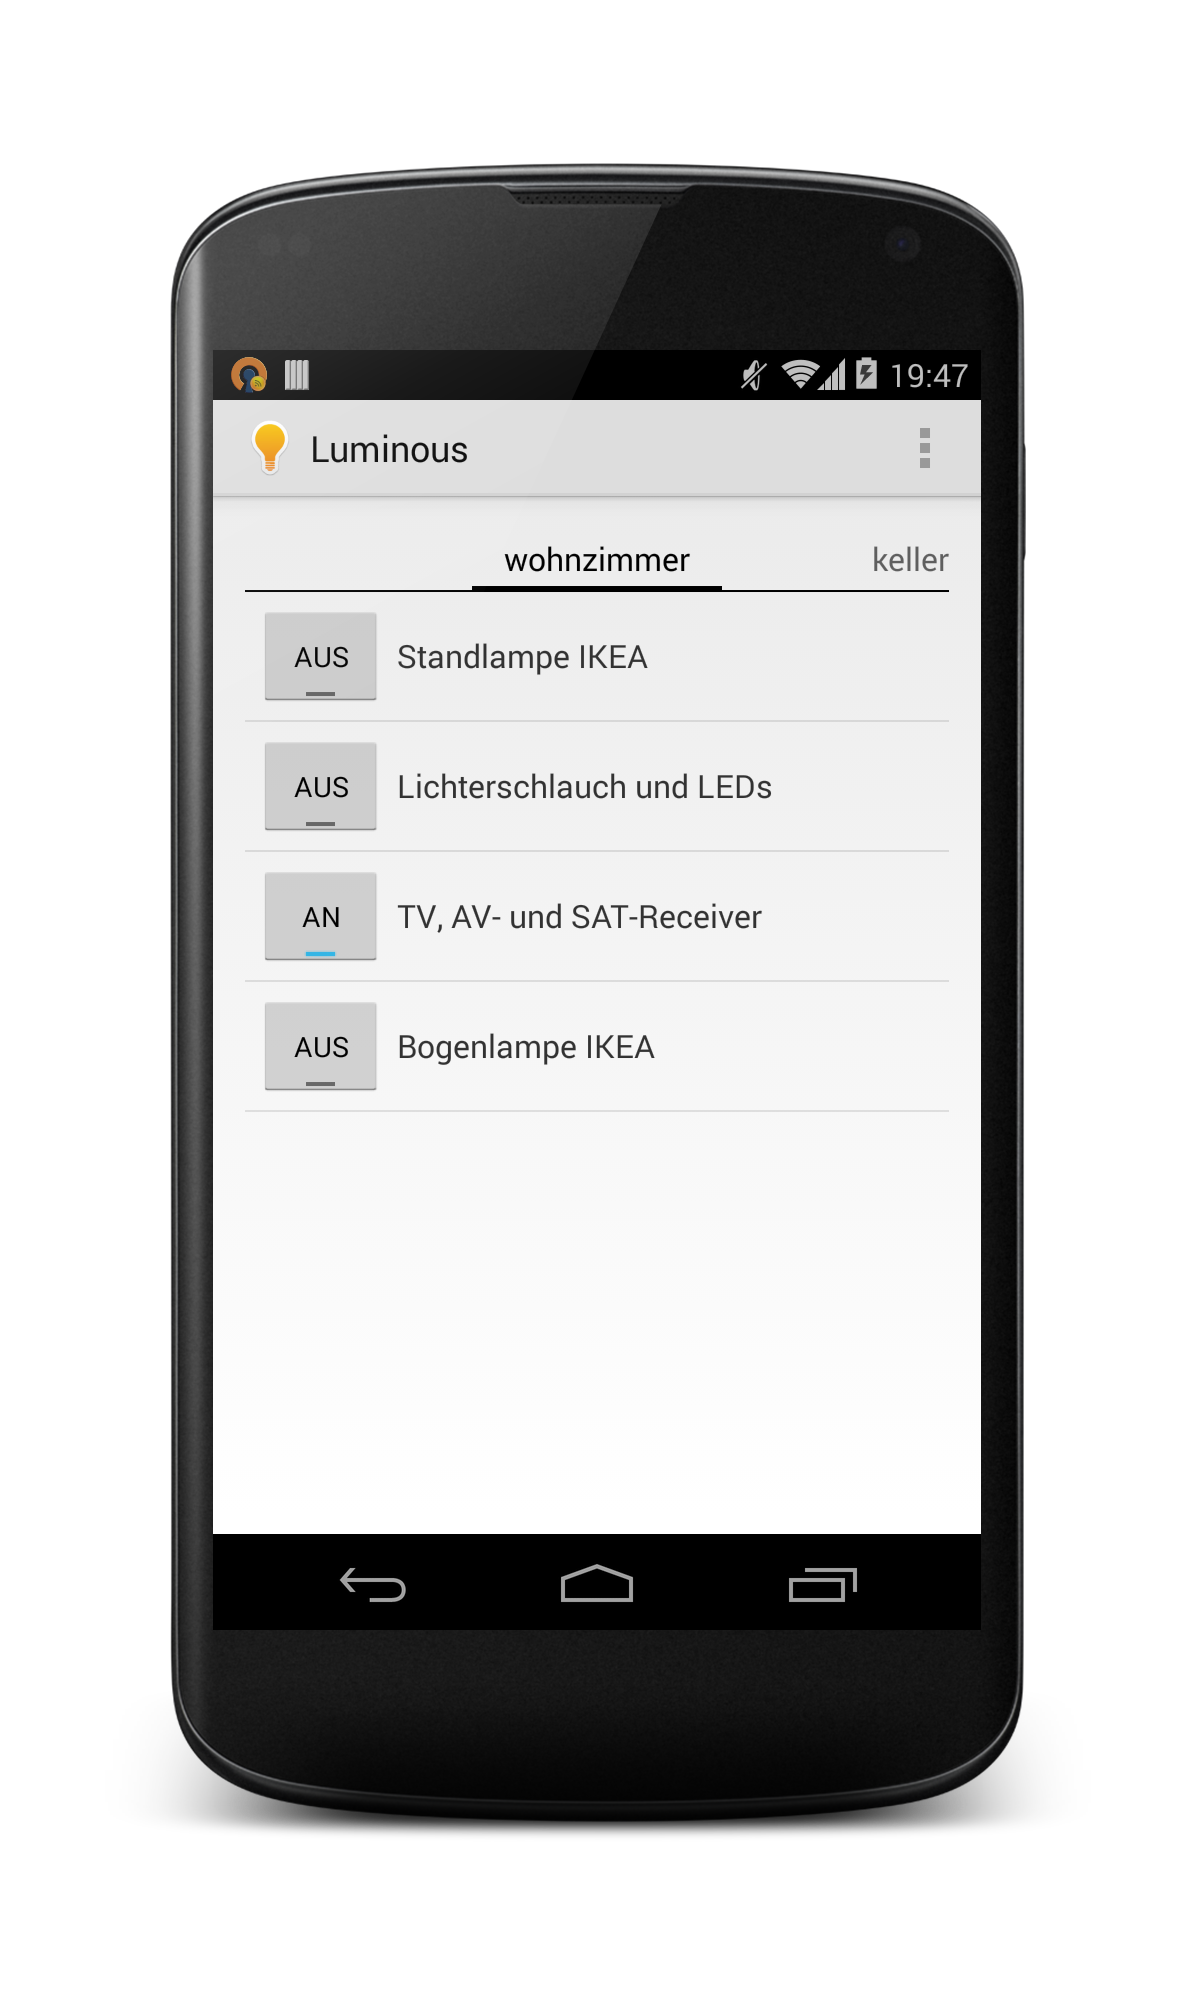 19:47
Luminous
wohnzimmer keller
AUS Standlampe IKEA
AUS Lichterschlauch und LEDs
AN TV, AV- und SAT-Receiver
AUS Bogenlampe IKEA